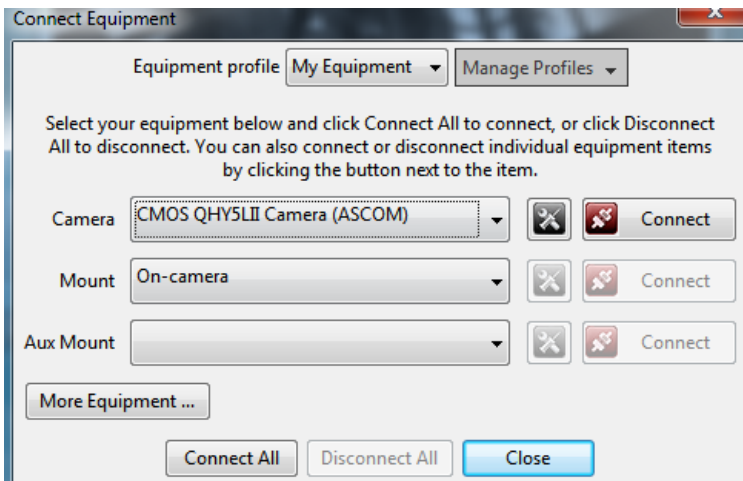 Connect Equipment
Equipment profile My Equipment Manage Profiles
Select your equipment below and click Connect All to connect, or click Disconnect
All to disconnect. You can also connect or disconnect individual equipment items
by clicking the button next to the item.
Camera CMOS QHY5LII Camera (ASCOM) Connect
Mount On-camera Connect
Aux Mount Connect
More Equipment ...
Connect All Disconnect All Close